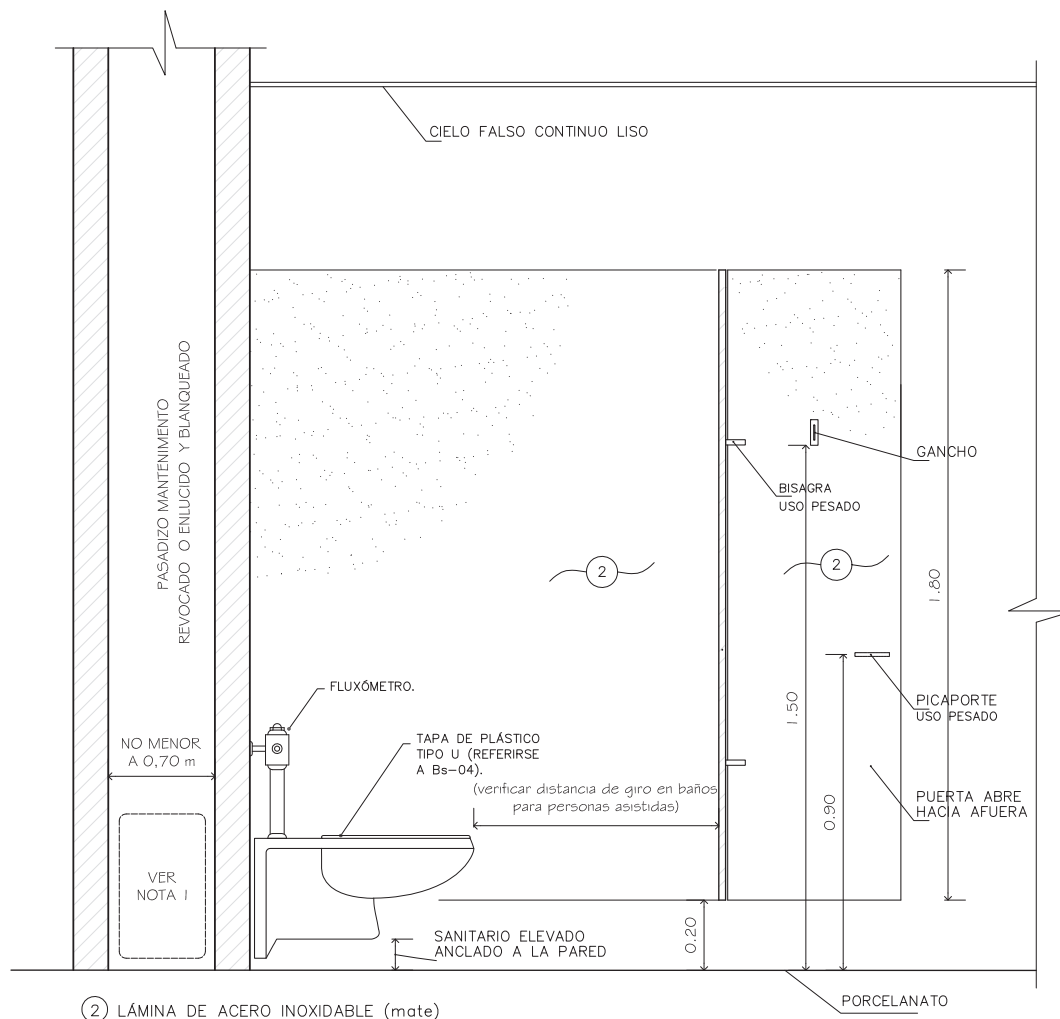 CIELO FALSO CONTINUO LISO
PASADIZO MANTENIMIENTO
REVOCADO O ENLUCIDO Y BLANQUEADO
GANCHO
BISAGRA
USO PESADO
2
2
1.80
1.50
0.90
0.20
FLUXÓMETRO.
PICAPORTE
USO PESADO
NO MENOR
A 0,70 m
TAPA DE PLÁSTICO
TIPO U (REFERIRSE
A Bs-04).
(verificar distancia de giro en baños
para personas asistidas)
PUERTA ABRE
HACIA AFUERA
VER
NOTA 1
SANITARIO ELEVADO
ANCLADO A LA PARED
PORCELANATO
2 LÁMINA DE ACERO INOXIDABLE (mate)